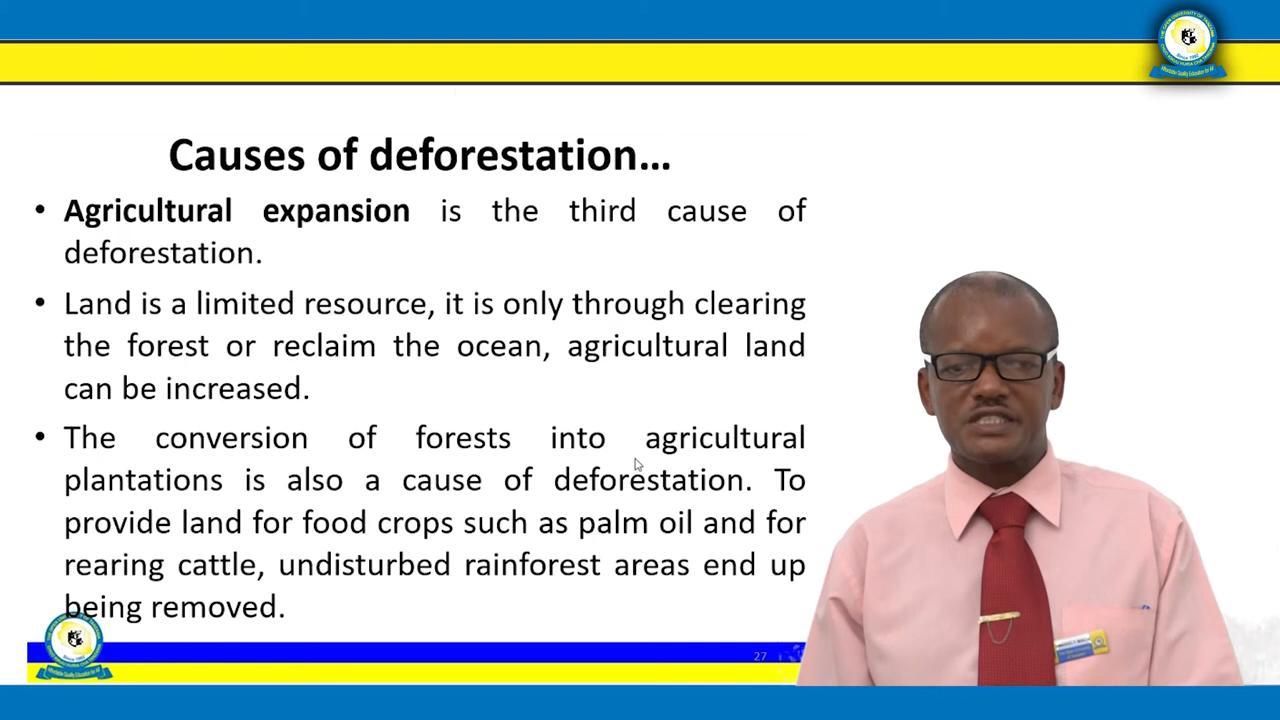 Causes of deforestation…
• Agricultural expansion is the third cause of
deforestation.
• Land is a limited resource, it is only through clearing
the forest or reclaim the ocean, agricultural land
can be increased.
• The conversion of forests into agricultural
plantations is also a cause of deforestation. To
provide land for food crops such as palm oil and for
rearing cattle, undisturbed rainforest areas end up
being removed.
27